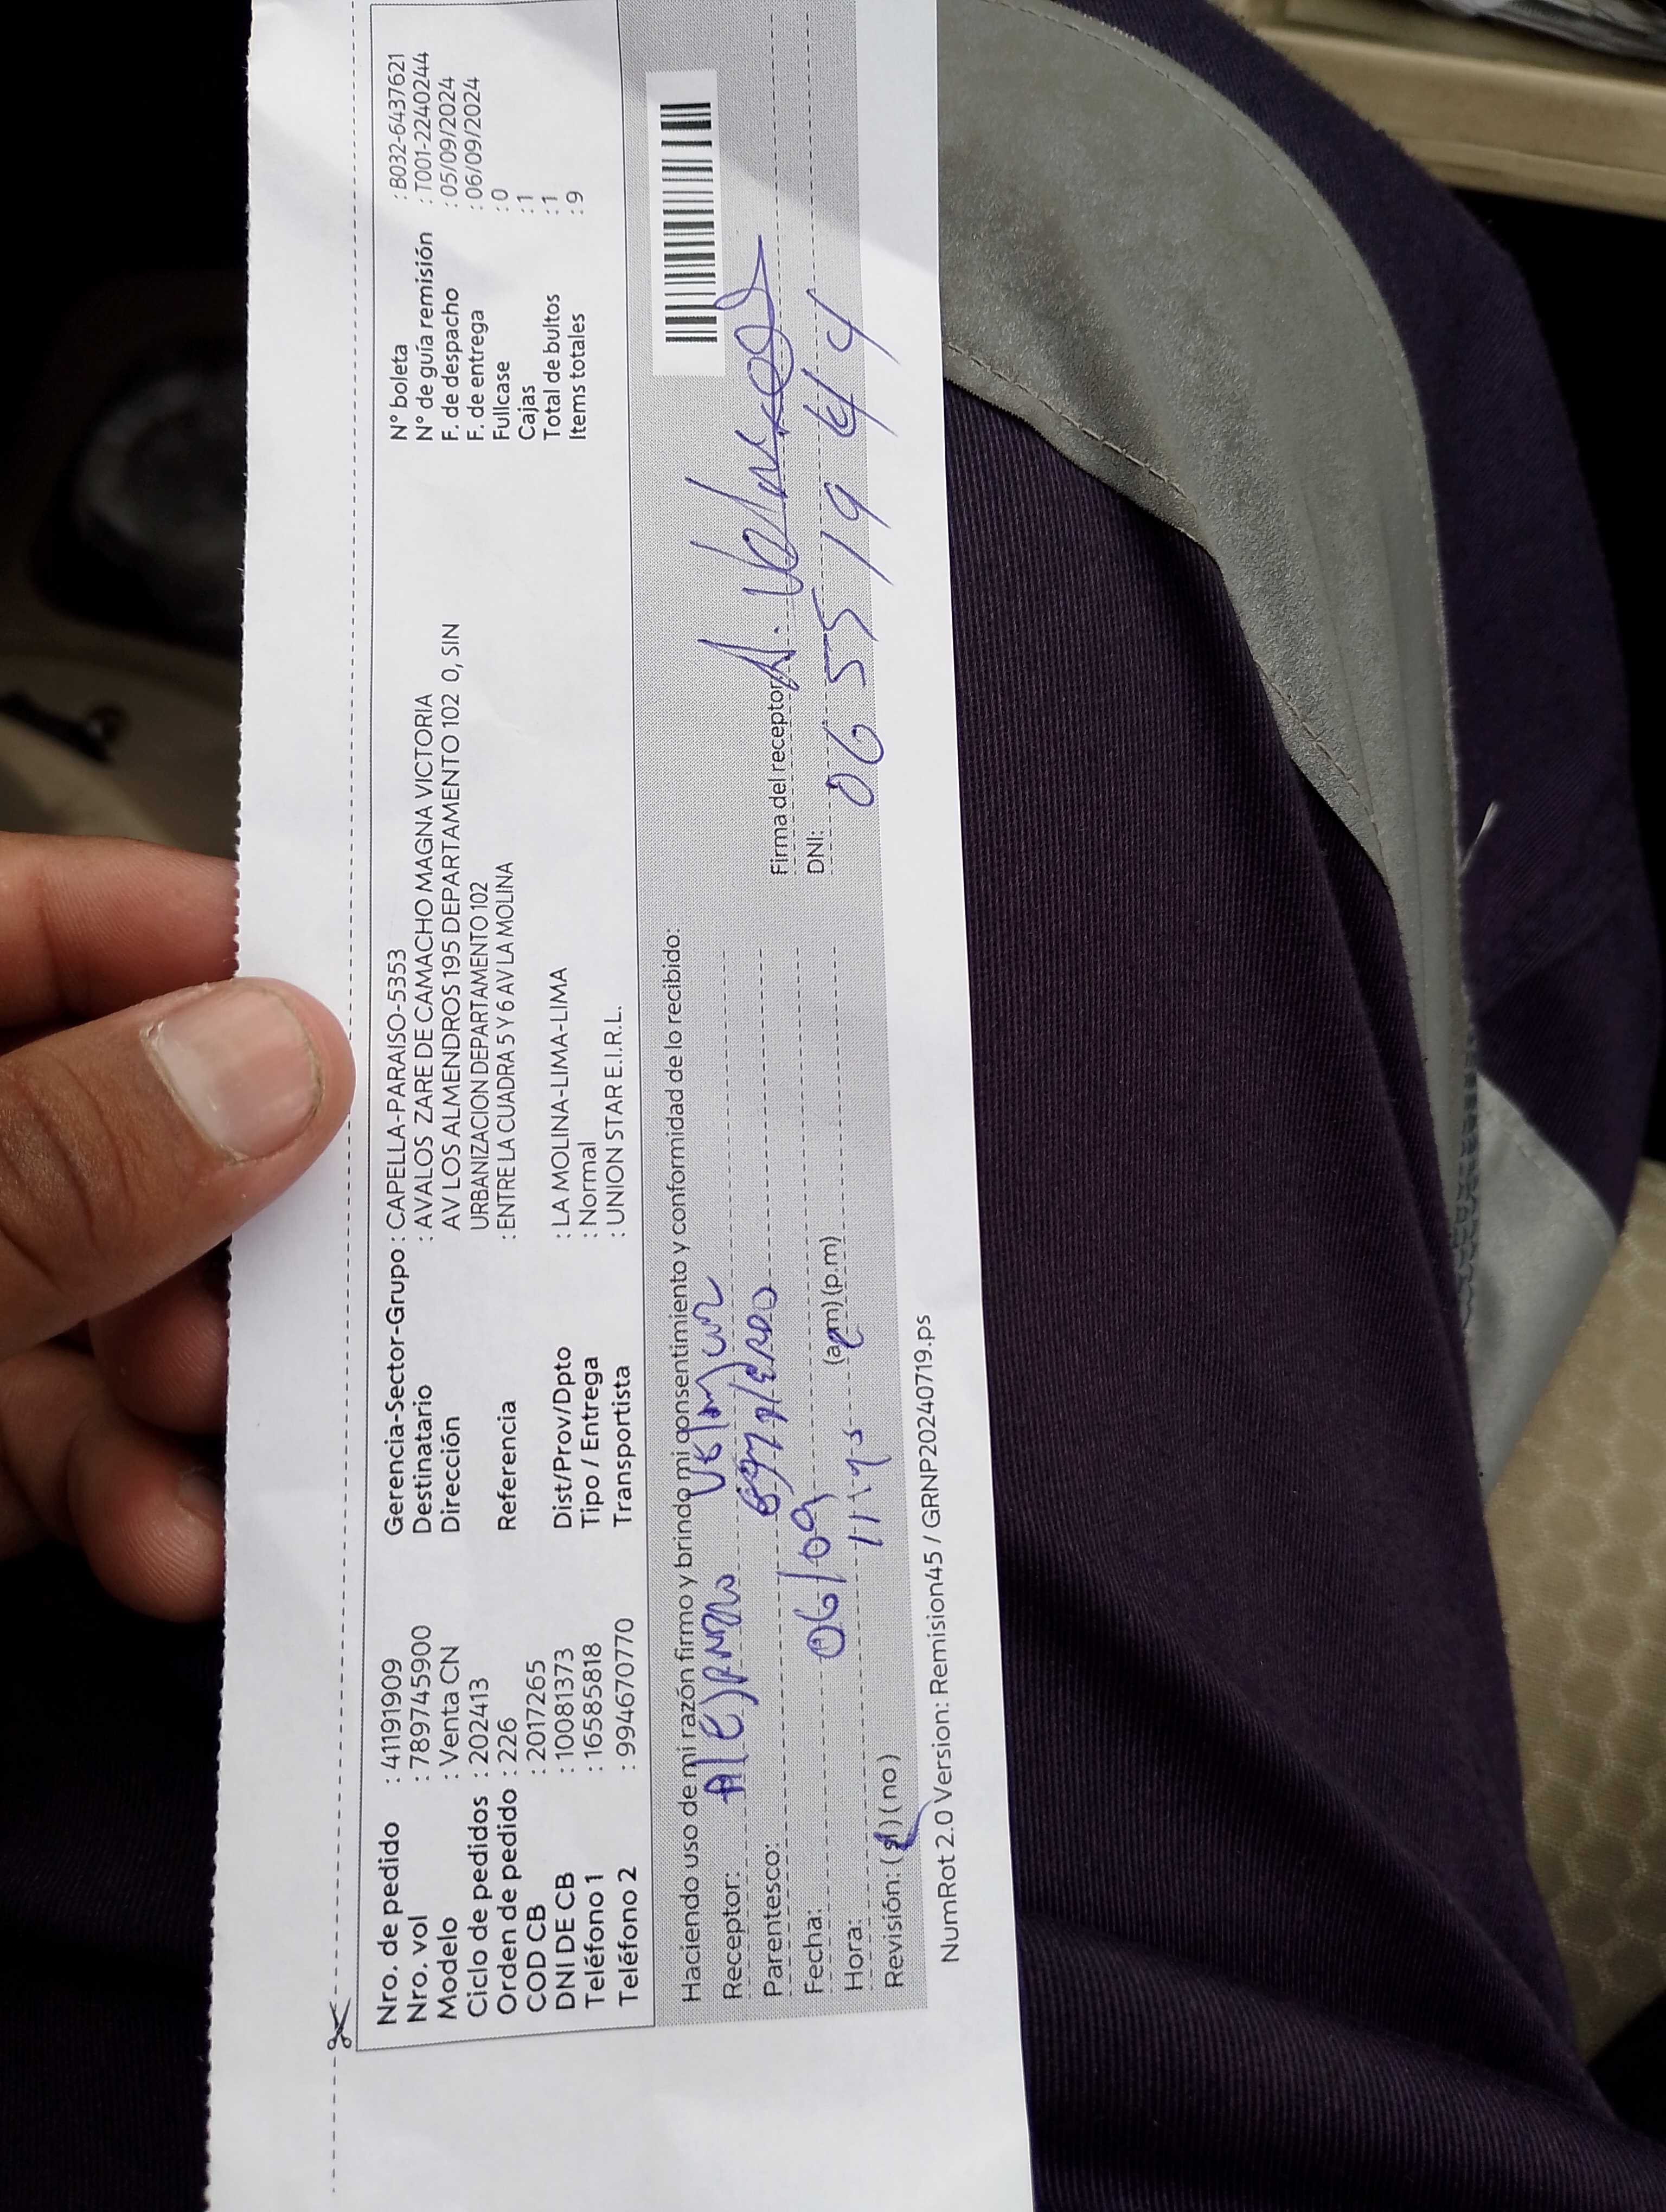 Nro. de pedido : 41191909
Nro. vol : 789745900
Modelo : Venta CN
Ciclo de pedidos : 202413
Orden de pedido : 226
COD CB : 2017265
DNI DE CB : 10081373
Teléfono 1 : 16585818
Teléfono 2 : 994670770
Gerencia-Sector-Grupo : CAPELLA-PARAISO-5353
Destinatario : AVALOS ZARE DE CAMACHO MAGNA VICTORIA
Dirección AV LOS ALMENDROS 195 DEPARTAMENTO 102 0, SIN
URBANIZACION DEPARTAMENTO 102
Referencia : ENTRE LA CUADRA 5 Y 6 AV LA MOLINA
Dist/Prov/Dpto : LA MOLINA-LIMA-LIMA
Tipo / Entrega : Normal
Transportista : UNION STAR E.I.R.L.
N° boleta : B032-6437621
N° de guía remisión : T001-2240244
F. de despacho : 05/09/2024
F. de entrega : 06/09/2024
Fullcase : 0
Cajas : 1
Total de bultos : 1
Items totales : 9
Haciendo uso de mi razón firmo y brindo mi consentimiento y conformidad de lo recibido:
Receptor:
Parentesco:
Fecha: 06/09
Hora: (am) (p.m)
Revisión: (si) (no)
Firma del receptor:
DNI:
NumRot 2.0 Version: Remision45 / GRNP20240719.ps